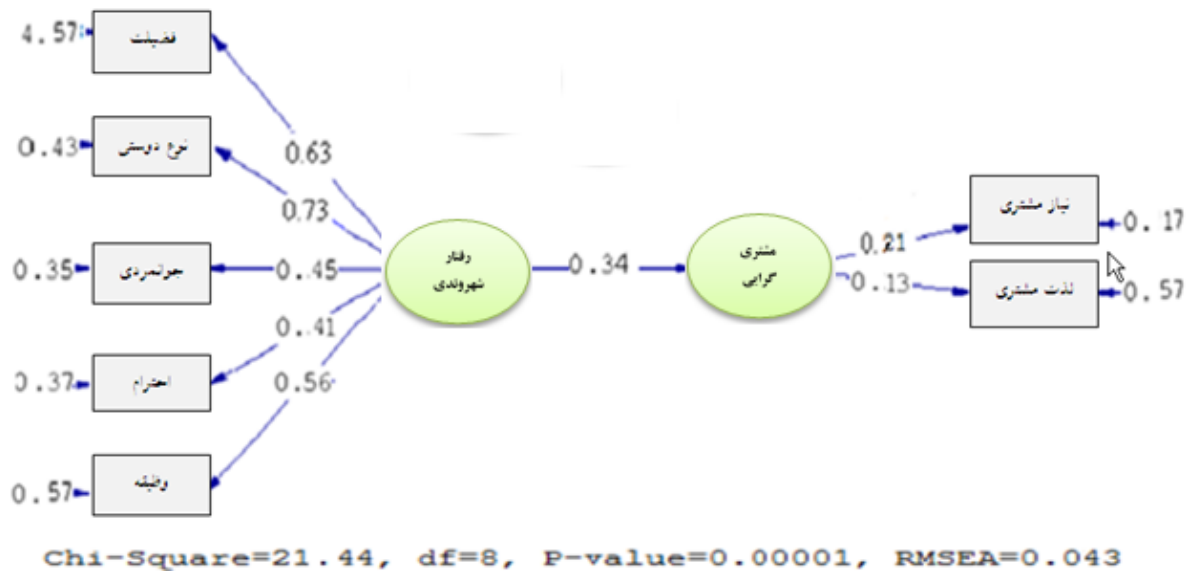 4.57
فضیلت
0.63
0.43
نوع دوستی
0.73
0.35
جوانمردی
0.45
رفتار
شهروندی
0.34
مشتری
گرایی
0.21
نیاز مشتری
0.17
0.13
لذت مشتری
0.57
0.41
0.37
احترام
0.56
0.57
وظیفه
Chi-Square=21.44, df=8, P-value=0.00001, RMSEA=0.043